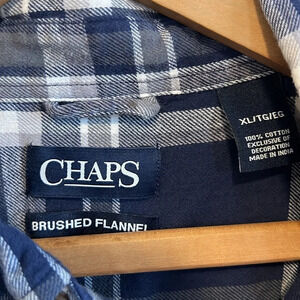 CHAPS
BRUSHED FLANNEL
XL/TG/EG
100% COTTON
EXCLUSIVE OF
DECORATION
MADE IN INDIA